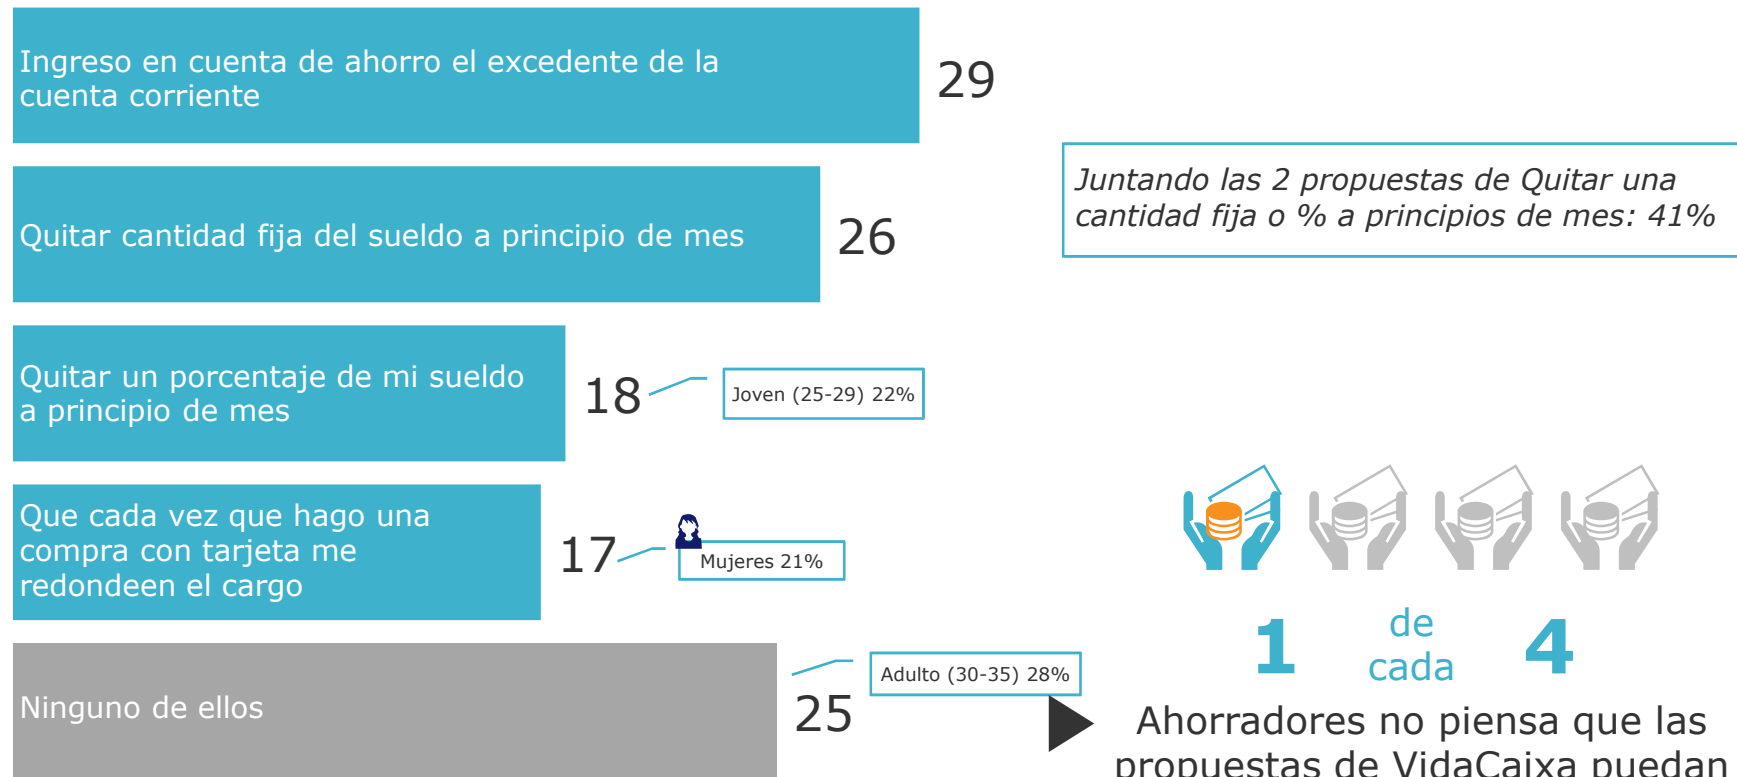 Ingreso en cuenta de ahorro el excedente de la
cuenta corriente
29
Juntando las 2 propuestas de Quitar una
cantidad fija o % a principios de mes: 41%
Quitar cantidad fija del sueldo a principio de mes
26
Quitar un porcentaje de mi sueldo
a principio de mes
18
Joven (25-29) 22%
Que cada vez que hago una
compra con tarjeta me
redondeen el cargo
17
Mujeres 21%
1 de cada 4
Adulto (30-35) 28%
Ninguno de ellos
25
Ahorradores no piensa que las
propuestas de VidaCaixa puedan